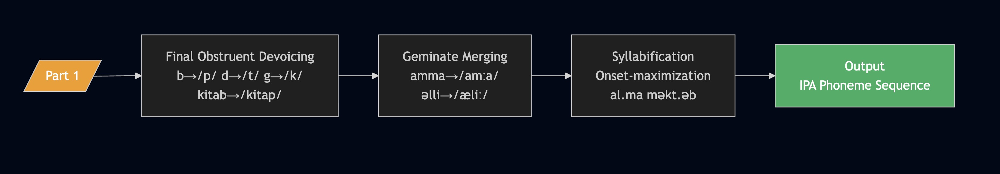 Part 1
Final Obstruent Devoicing
b→/p/ d→/t/ g→/k/
kitab→/kitap/
Geminate Merging
amma→/amːa/
əlli→/æliː/
Syllabification
Onset-maximization
al.ma məkt.əb
Output
IPA Phoneme Sequence